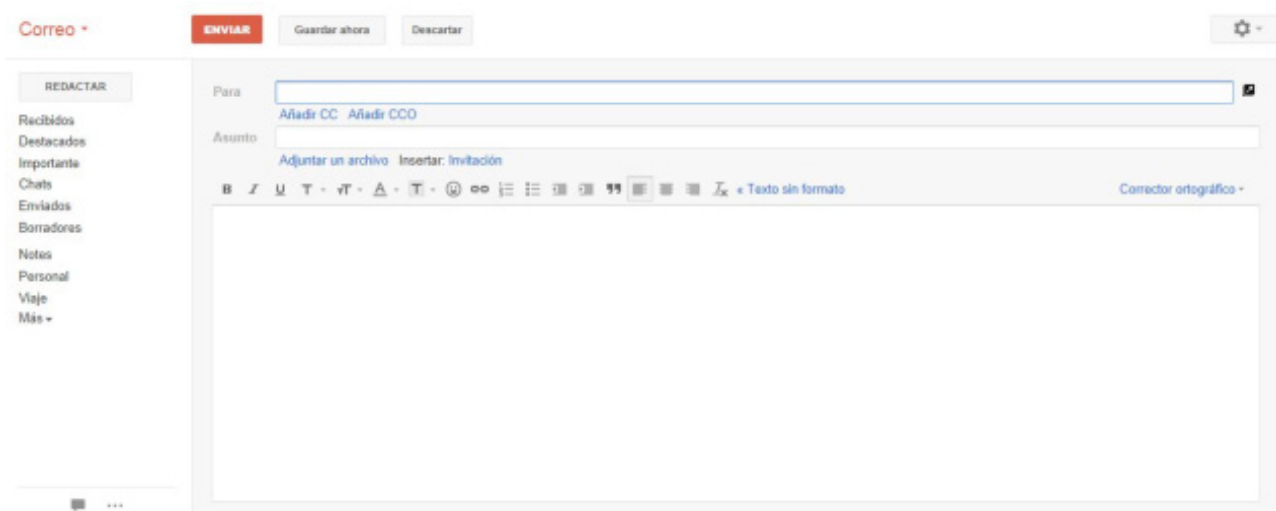 Correo
ENVIAR Guardar ahora Descartar
REDACTAR
Recibidos
Destacados
Importante
Chats
Enviados
Borradores
Notes
Personal
Viaje
Más
Para
Añadir CC Añadir CCO
Asunto
Adjuntar un archivo Insertar: Invitación
B I U T тT A T « Texto sin formato Corrector ortográfico